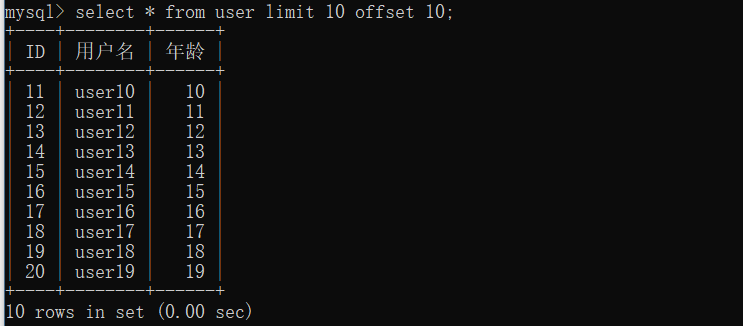 mysql> select * from user limit 10 offset 10;
+----+--------+------+
| ID | 用户名 | 年龄 |
+----+--------+------+
| 11 | user10 |   10 |
| 12 | user11 |   11 |
| 13 | user12 |   12 |
| 14 | user13 |   13 |
| 15 | user14 |   14 |
| 16 | user15 |   15 |
| 17 | user16 |   16 |
| 18 | user17 |   17 |
| 19 | user18 |   18 |
| 20 | user19 |   19 |
+----+--------+------+
10 rows in set (0.00 sec)